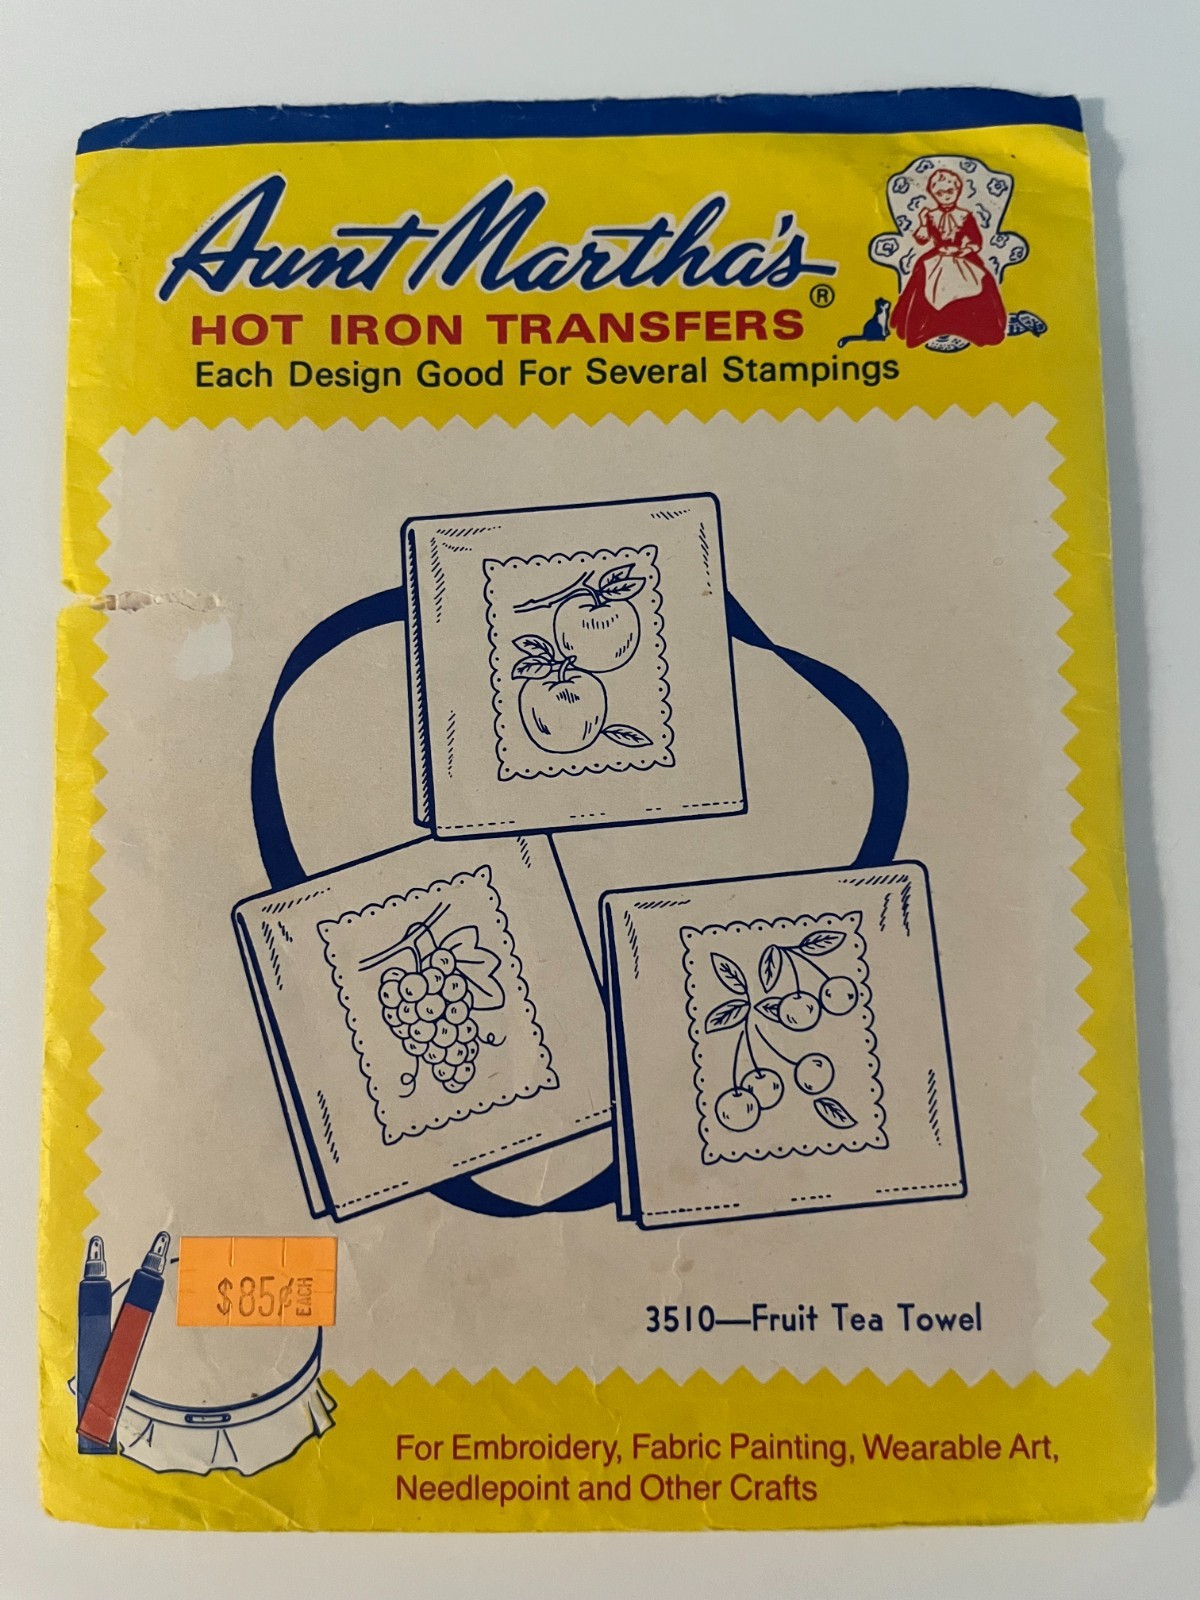 Aunt Martha's®
HOT IRON TRANSFERS
Each Design Good For Several Stampings
$85¢ EACH
3510—Fruit Tea Towel
For Embroidery, Fabric Painting, Wearable Art,
Needlepoint and Other Crafts